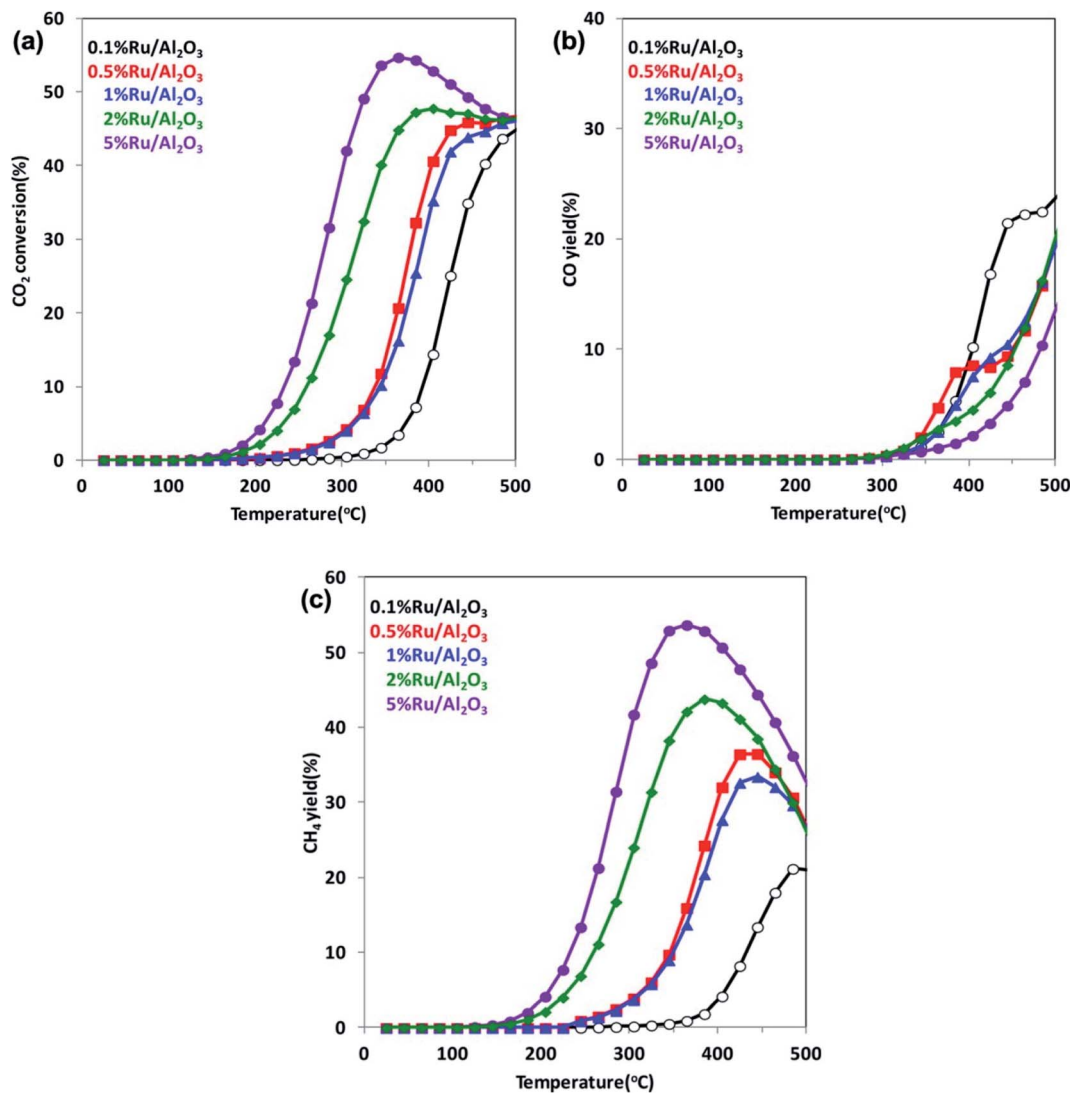 (a)
60
50
40
30
20
10
0
0.1%Ru/Al₂O₃
0.5%Ru/Al₂O₃
1%Ru/Al₂O₃
2%Ru/Al₂O₃
5%Ru/Al₂O₃
CO₂ conversion(%)
0 100 200 300 400 500
Temperature(°C)
(b)
40
30
20
10
0
0.1%Ru/Al₂O₃
0.5%Ru/Al₂O₃
1%Ru/Al₂O₃
2%Ru/Al₂O₃
5%Ru/Al₂O₃
CO yield(%)
0 100 200 300 400 500
Temperature(°C)
(c)
60
50
40
30
20
10
0
0.1%Ru/Al₂O₃
0.5%Ru/Al₂O₃
1%Ru/Al₂O₃
2%Ru/Al₂O₃
5%Ru/Al₂O₃
CH₄ yield(%)
0 100 200 300 400 500
Temperature(°C)